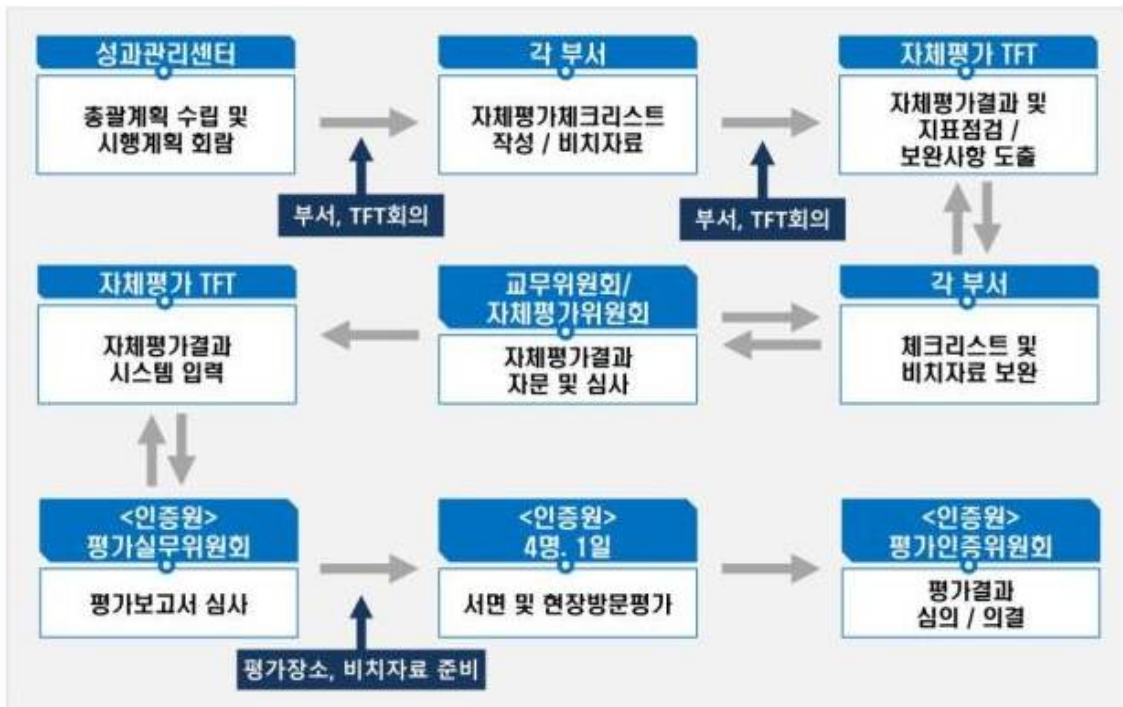 성과관리센터
총괄계획 수립 및
시행계획 회람
각 부서
자체평가체크리스트
작성 / 비치자료
자체평가 TFT
자체평가결과 및
지표점검 /
보완사항 도출
부서, TFT회의
부서, TFT회의
자체평가 TFT
자체평가결과
시스템 입력
교무위원회/
자체평가위원회
자체평가결과
자문 및 심사
각 부서
체크리스트 및
비치자료 보완
<인증원>
평가실무위원회
평가보고서 심사
<인증원>
4명. 1일
서면 및 현장방문평가
<인증원>
평가인증위원회
평가결과
심의 / 의결
평가장소, 비치자료 준비